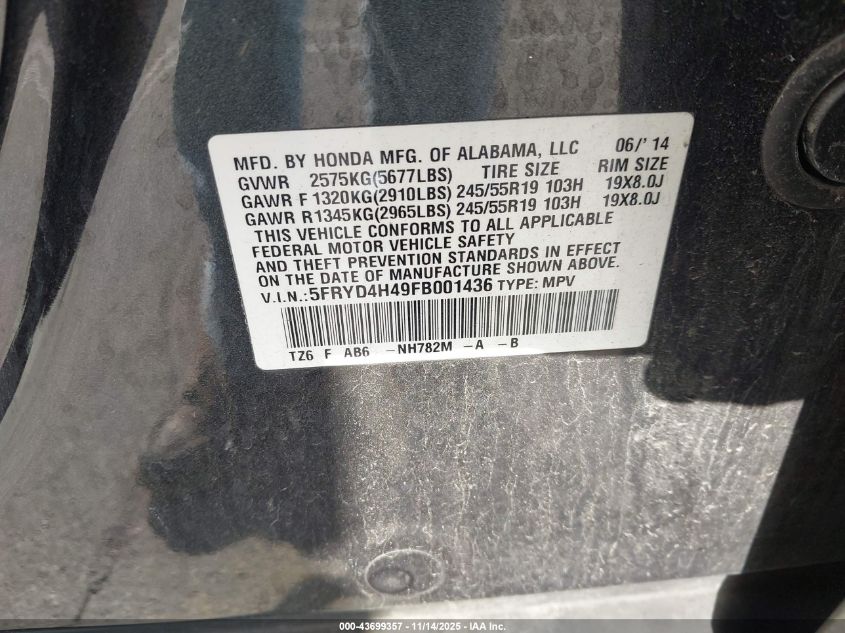 MFD. BY HONDA MFG. OF ALABAMA, LLC 06/'14
GVWR 2575KG(5677LBS) TIRE SIZE RIM SIZE
GAWR F 1320KG(2910LBS) 245/55R19 103H 19X8.0J
GAWR R1345KG(2965LBS) 245/55R19 103H 19X8.0J
THIS VEHICLE CONFORMS TO ALL APPLICABLE
FEDERAL MOTOR VEHICLE SAFETY
AND THEFT PREVENTION STANDARDS IN EFFECT
ON THE DATE OF MANUFACTURE SHOWN ABOVE.
V.I.N.:5FRYD4H49FB001436 TYPE: MPV
TZ6 F AB6 -NH782M -A -B
000-43699357 - 11/14/2025 - IAA Inc.